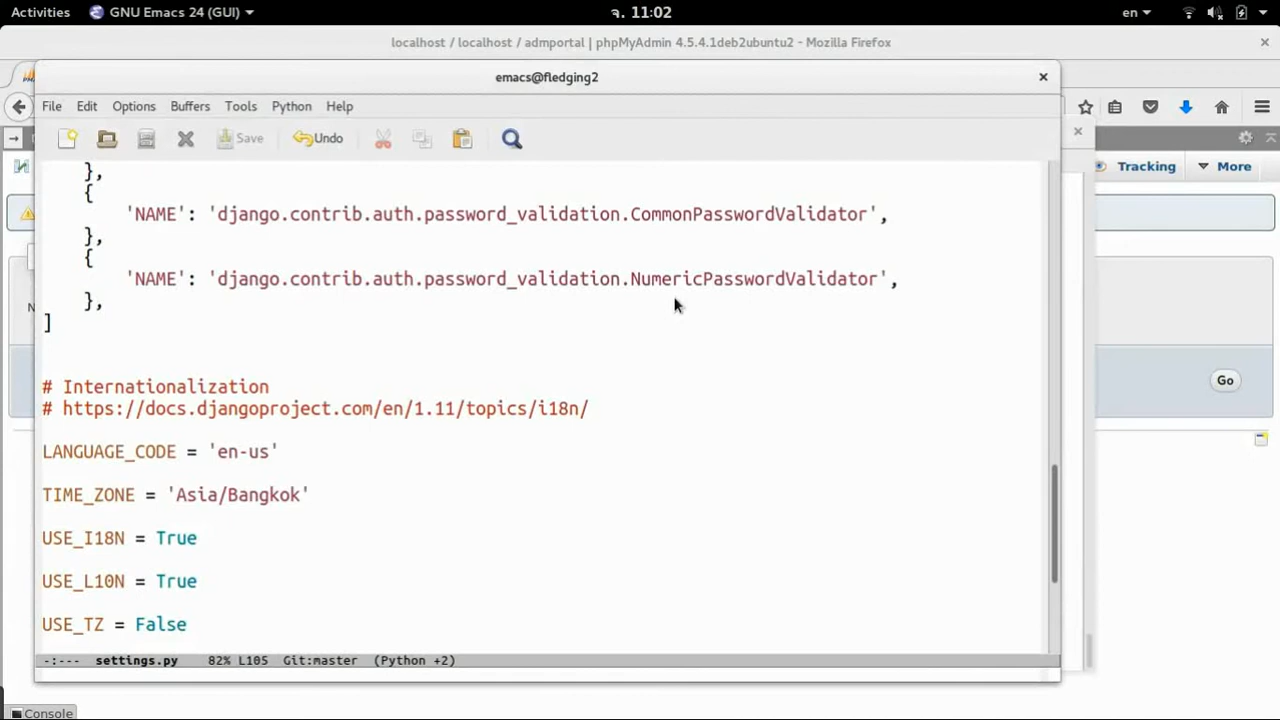 Activities GNU Emacs 24 (GUI) จ. 11:02 en
localhost / localhost / admportal | phpMyAdmin 4.5.4.1deb2ubuntu2 - Mozilla Firefox
emacs@fledging2
File Edit Options Buffers Tools Python Help
Save Undo
Tracking More
},
{
'NAME': 'django.contrib.auth.password_validation.CommonPasswordValidator',
},
{
'NAME': 'django.contrib.auth.password_validation.NumericPasswordValidator',
},
]
Go
# Internationalization
# https://docs.djangoproject.com/en/1.11/topics/i18n/
LANGUAGE_CODE = 'en-us'
TIME_ZONE = 'Asia/Bangkok'
USE_I18N = True
USE_L10N = True
USE_TZ = False
-:--- settings.py 82% L105 Git:master (Python +2)
Console